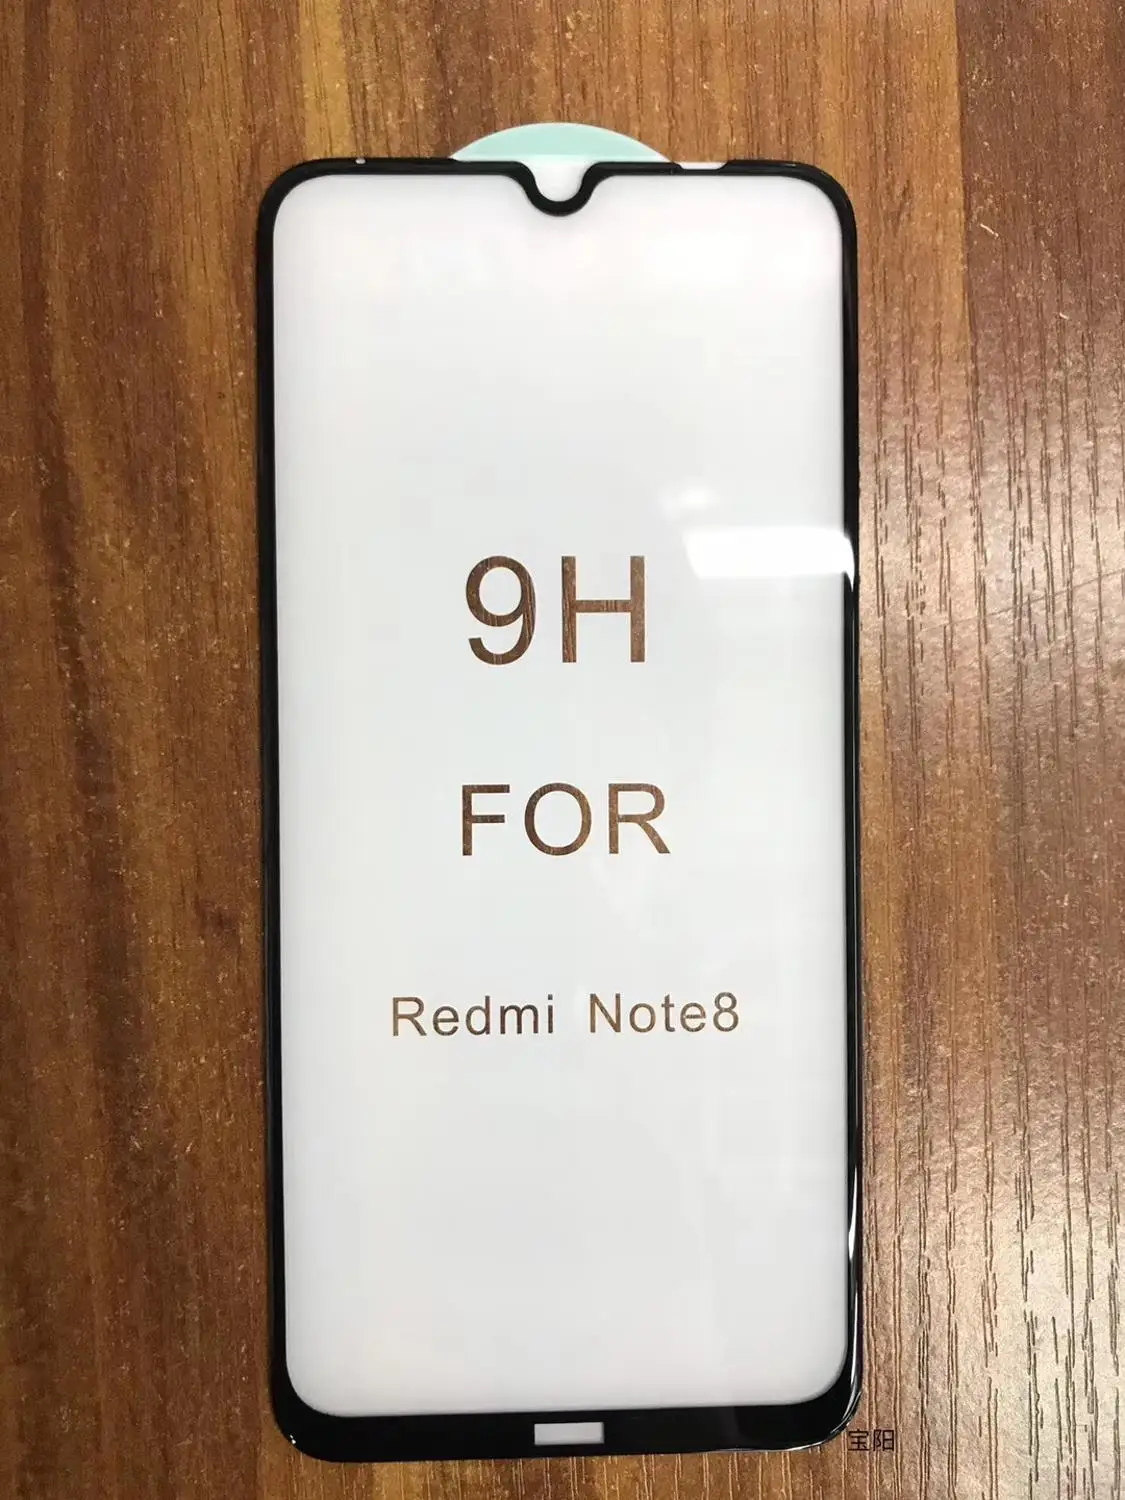 9H
FOR
Redmi Note8
宝阳